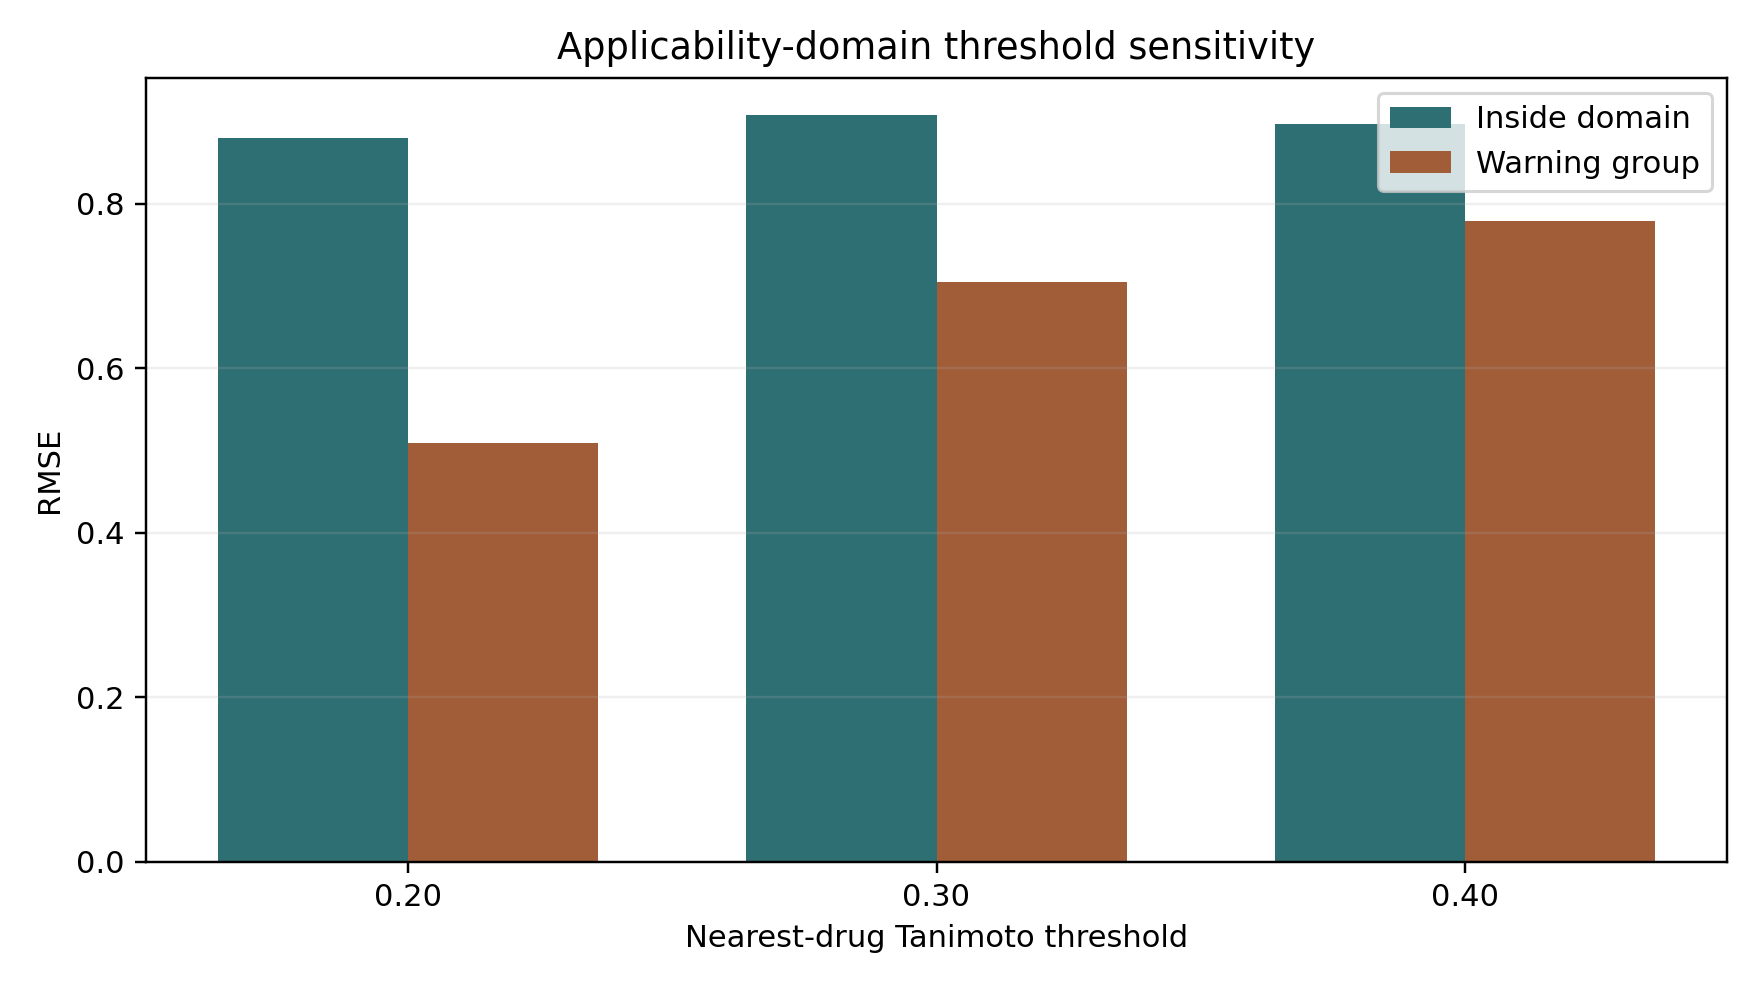 Applicability-domain threshold sensitivity
Inside domain
Warning group
RMSE
0.8
0.6
0.4
0.2
0.0
0.20
0.30
0.40
Nearest-drug Tanimoto threshold